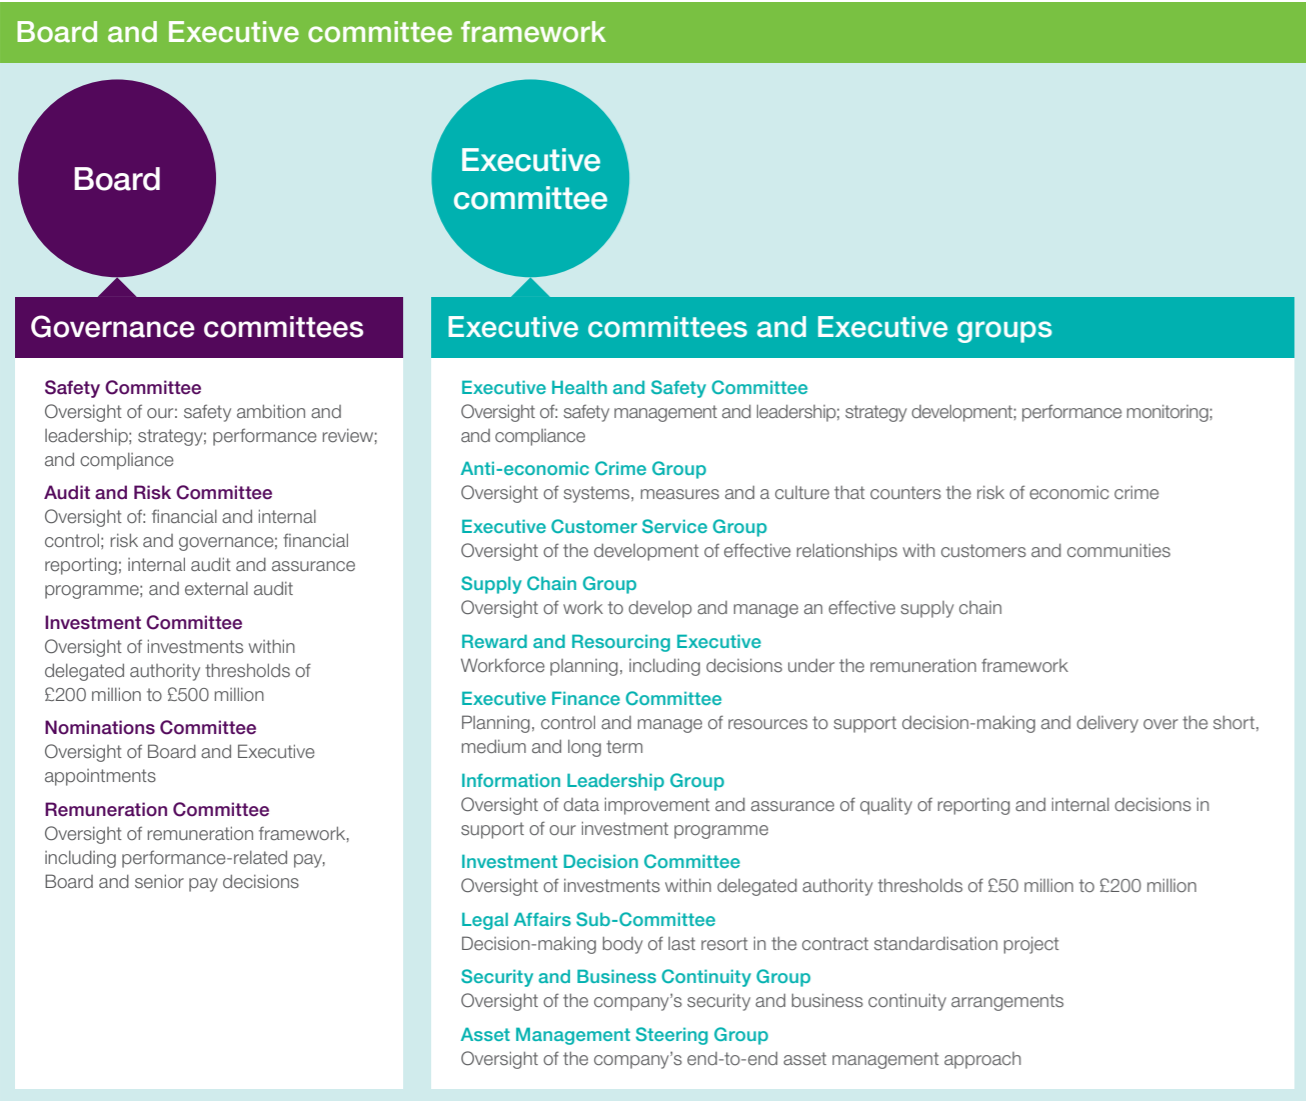 Board and Executive committee framework
Board
Executive
committee
Governance committees
Safety Committee
Oversight of our: safety ambition and
leadership; strategy; performance review;
and compliance
Audit and Risk Committee
Oversight of: financial and internal
control; risk and governance; financial
reporting; internal audit and assurance
programme; and external audit
Investment Committee
Oversight of investments within
delegated authority thresholds of
£200 million to £500 million
Nominations Committee
Oversight of Board and Executive
appointments
Remuneration Committee
Oversight of remuneration framework,
including performance-related pay,
Board and senior pay decisions
Executive committees and Executive groups
Executive Health and Safety Committee
Oversight of: safety management and leadership; strategy development; performance monitoring;
and compliance
Anti-economic Crime Group
Oversight of systems, measures and a culture that counters the risk of economic crime
Executive Customer Service Group
Oversight of the development of effective relationships with customers and communities
Supply Chain Group
Oversight of work to develop and manage an effective supply chain
Reward and Resourcing Executive
Workforce planning, including decisions under the remuneration framework
Executive Finance Committee
Planning, control and manage of resources to support decision-making and delivery over the short,
medium and long term
Information Leadership Group
Oversight of data improvement and assurance of quality of reporting and internal decisions in
support of our investment programme
Investment Decision Committee
Oversight of investments within delegated authority thresholds of £50 million to £200 million
Legal Affairs Sub-Committee
Decision-making body of last resort in the contract standardisation project
Security and Business Continuity Group
Oversight of the company's security and business continuity arrangements
Asset Management Steering Group
Oversight of the company's end-to-end asset management approach